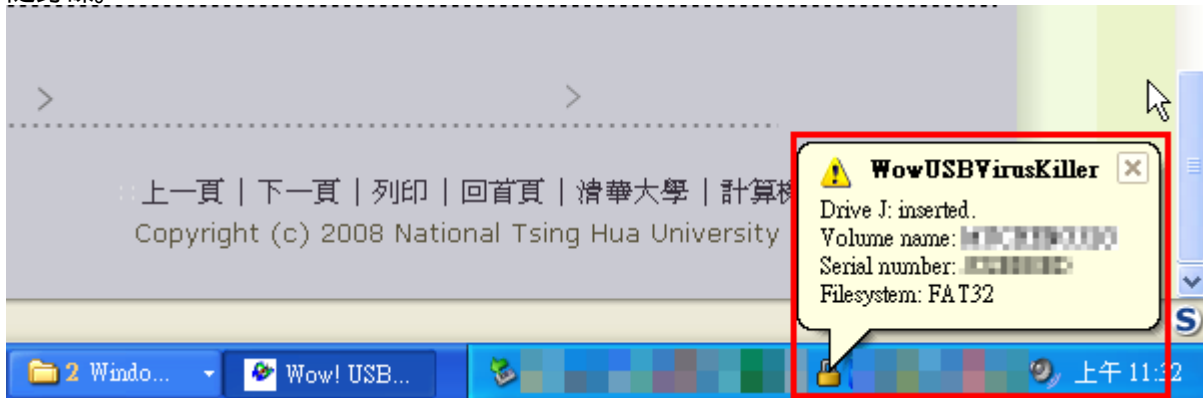 上一頁 | 下一頁 | 列印 | 回首頁 | 清華大學 | 計算機
Copyright (c) 2008 National Tsing Hua University
WowUSBVirusKiller
Drive J: inserted.
Volume name:
Serial number:
Filesystem: FAT32
2 Windo...
Wow! USB...
上午 11:32